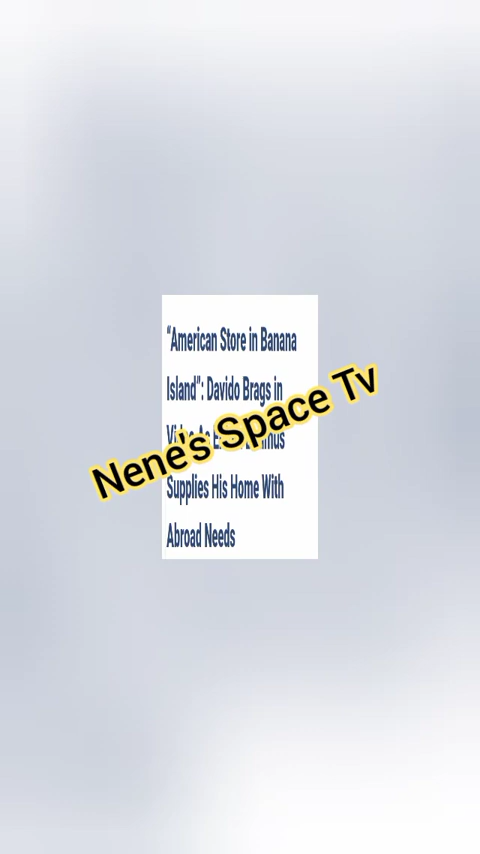 “American Store in Banana
Island”: Davido Brags in
Supplies His Home With
Abroad Needs
Nene's Space Tv